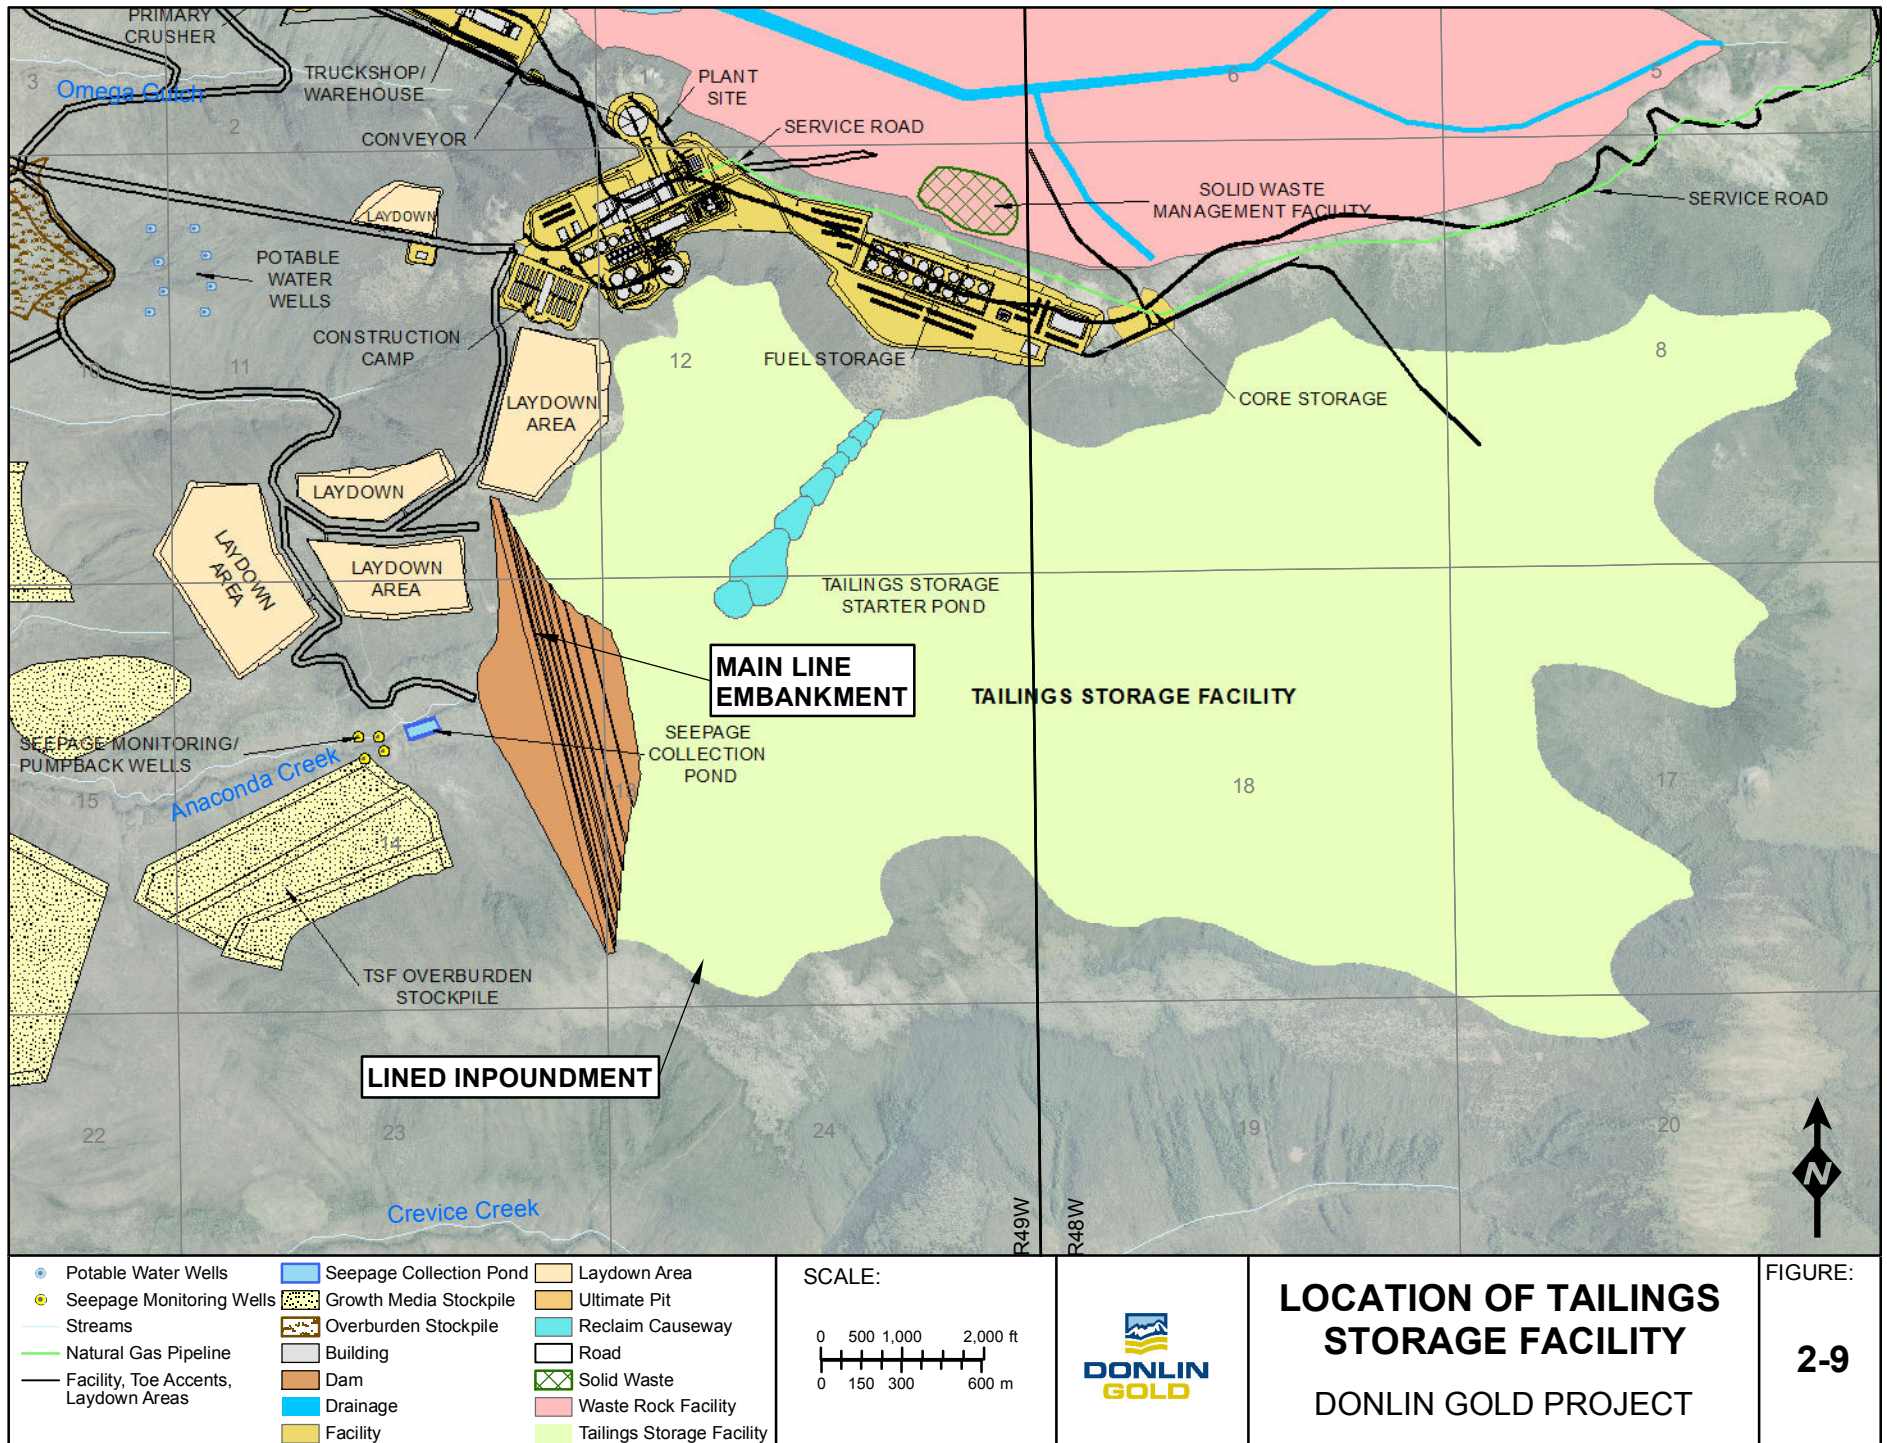 PRIMARY
CRUSHER
3
Omega Gulch
2
TRUCKSHOP/
WAREHOUSE
CONVEYOR
1
PLANT
SITE
SERVICE ROAD
6
5
4
SOLID WASTE
MANAGEMENT FACILITY
SERVICE ROAD
LAYDOWN
POTABLE
WATER
WELLS
CONSTRUCTION
CAMP
10
11
12
FUEL STORAGE
CORE STORAGE
8
9
LAYDOWN
AREA
LAYDOWN
LAYDOWN
AREA
LAYDOWN
AREA
TAILINGS STORAGE
STARTER POND
MAIN LINE
EMBANKMENT
TAILINGS STORAGE FACILITY
SEEPAGE
COLLECTION
POND
SEEPAGE MONITORING/
PUMPBACK WELLS
Anaconda Creek
15
14
13
18
17
TSF OVERBURDEN
STOCKPILE
LINED INPOUNDMENT
22
23
24
19
20
Crevice Creek
R49W
R48W
N
Potable Water Wells
Seepage Monitoring Wells
Streams
Natural Gas Pipeline
Facility, Toe Accents,
Laydown Areas
Seepage Collection Pond
Growth Media Stockpile
Overburden Stockpile
Building
Dam
Drainage
Facility
Laydown Area
Ultimate Pit
Reclaim Causeway
Road
Solid Waste
Waste Rock Facility
Tailings Storage Facility
SCALE:
0 500 1,000 2,000 ft
0 150 300 600 m
DONLIN
GOLD
LOCATION OF TAILINGS
STORAGE FACILITY
DONLIN GOLD PROJECT
FIGURE:
2-9